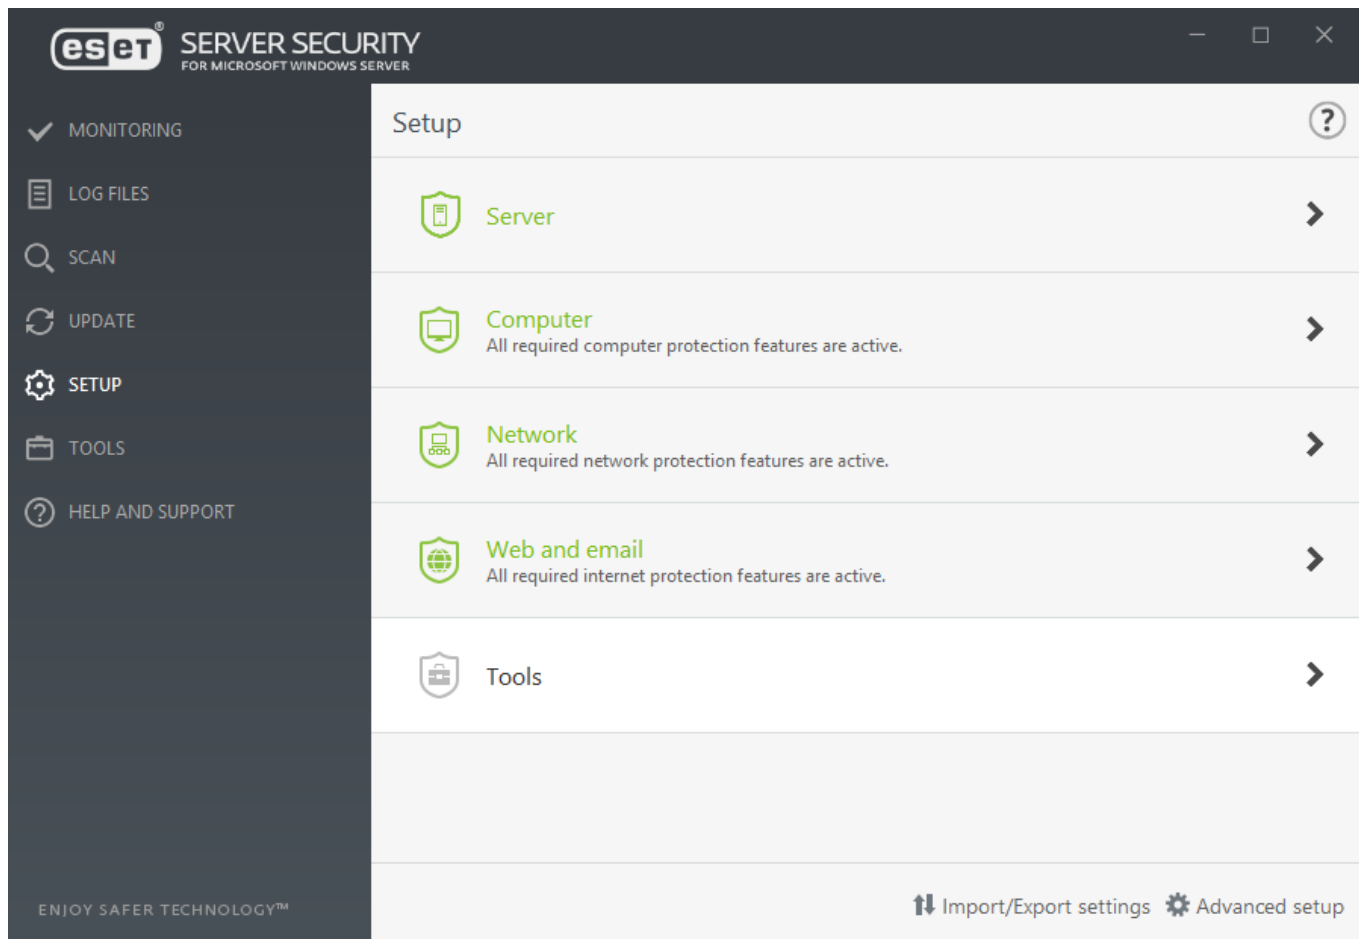 eset®
SERVER SECURITY
FOR MICROSOFT WINDOWS SERVER
MONITORING
LOG FILES
SCAN
UPDATE
SETUP
TOOLS
HELP AND SUPPORT
ENJOY SAFER TECHNOLOGY™
Setup
?
Server
Computer
All required computer protection features are active.
Network
All required network protection features are active.
Web and email
All required internet protection features are active.
Tools
Import/Export settings Advanced setup